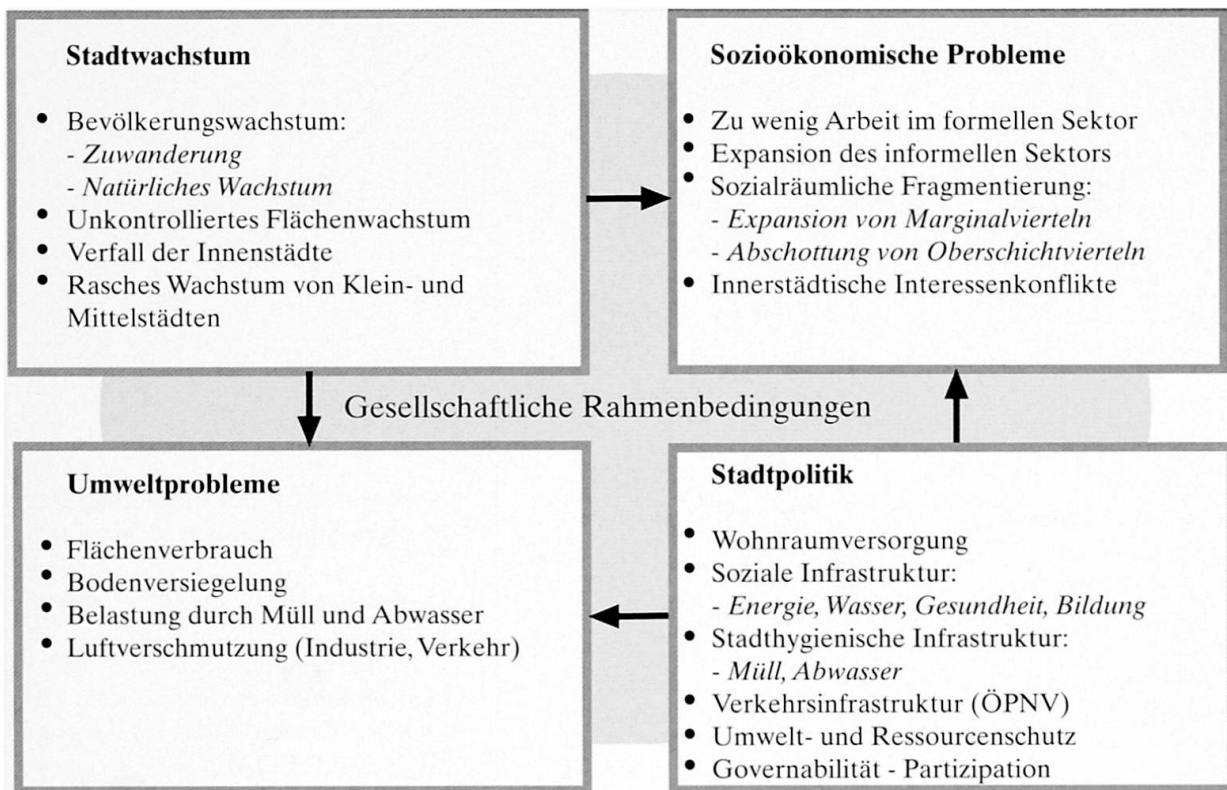 Stadtwachstum
• Bevölkerungswachstum:
- Zuwanderung
- Natürliches Wachstum
• Unkontrolliertes Flächenwachstum
• Verfall der Innenstädte
• Rasches Wachstum von Klein- und
Mittelstädten
Sozioökonomische Probleme
• Zu wenig Arbeit im formellen Sektor
• Expansion des informellen Sektors
• Sozialräumliche Fragmentierung:
- Expansion von Marginalvierteln
- Abschottung von Oberschichtvierteln
• Innerstädtische Interessenkonflikte
Gesellschaftliche Rahmenbedingungen
Umweltprobleme
• Flächenverbrauch
• Bodenversiegelung
• Belastung durch Müll und Abwasser
• Luftverschmutzung (Industrie, Verkehr)
Stadtpolitik
• Wohnraumversorgung
• Soziale Infrastruktur:
- Energie, Wasser, Gesundheit, Bildung
• Stadthygienische Infrastruktur:
- Müll, Abwasser
• Verkehrsinfrastruktur (ÖPNV)
• Umwelt- und Ressourcenschutz
• Governabilität - Partizipation